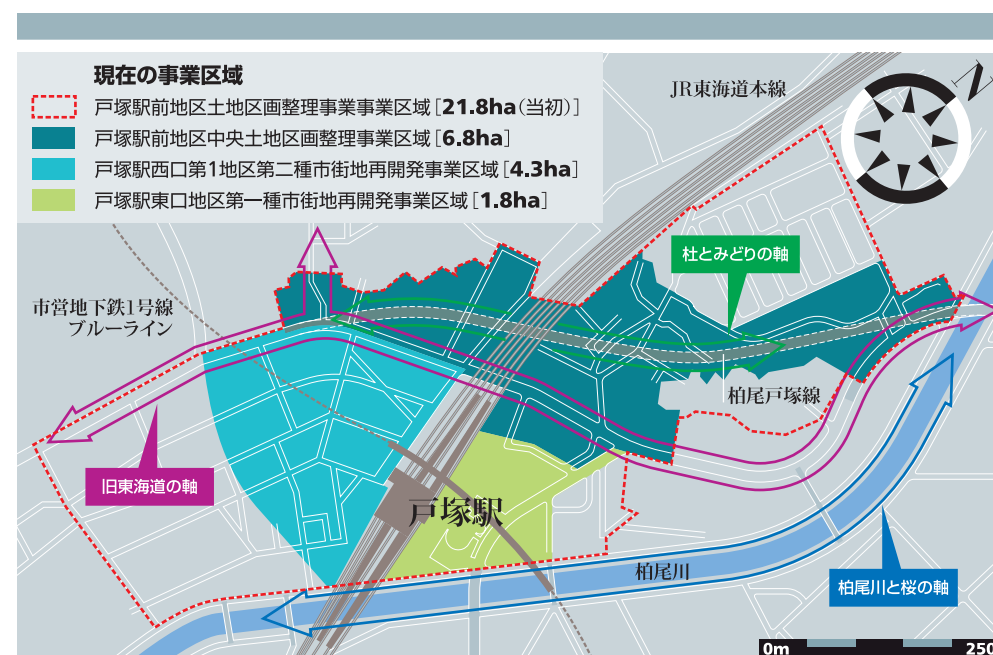 現在の事業区域
戸塚駅前地区土地区画整理事業事業区域［21.8ha（当初）］
戸塚駅前地区中央土地区画整理事業区域［6.8ha］
戸塚駅西口第1地区第二種市街地再開発事業区域［4.3ha］
戸塚駅東口地区第一種市街地再開発事業区域［1.8ha］
JR東海道本線
N
杜とみどりの軸
市営地下鉄1号線
ブルーライン
柏尾戸塚線
旧東海道の軸
戸塚駅
柏尾川
柏尾川と桜の軸
0m
250